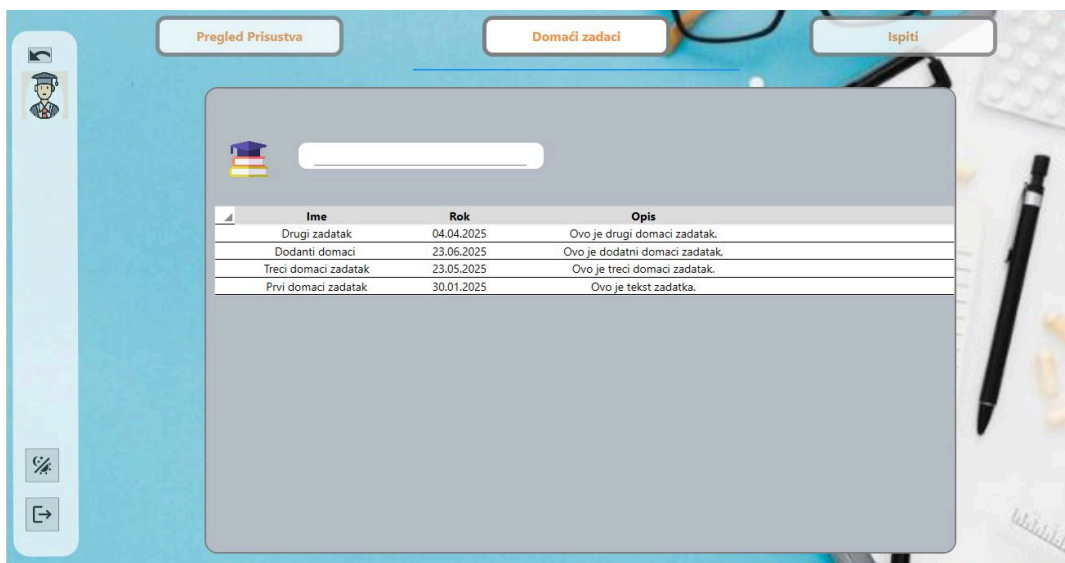 Pregled Prisustva
Domaći zadaci
Ispiti
Ime Rok Opis
Drugi zadatak 04.04.2025 Ovo je drugi domaci zadatak.
Dodanti domaci 23.06.2025 Ovo je dodatni domaci zadatak.
Treci domaci zadatak 23.05.2025 Ovo je treci domaci zadatak.
Prvi domaci zadatak 30.01.2025 Ovo je tekst zadatka.